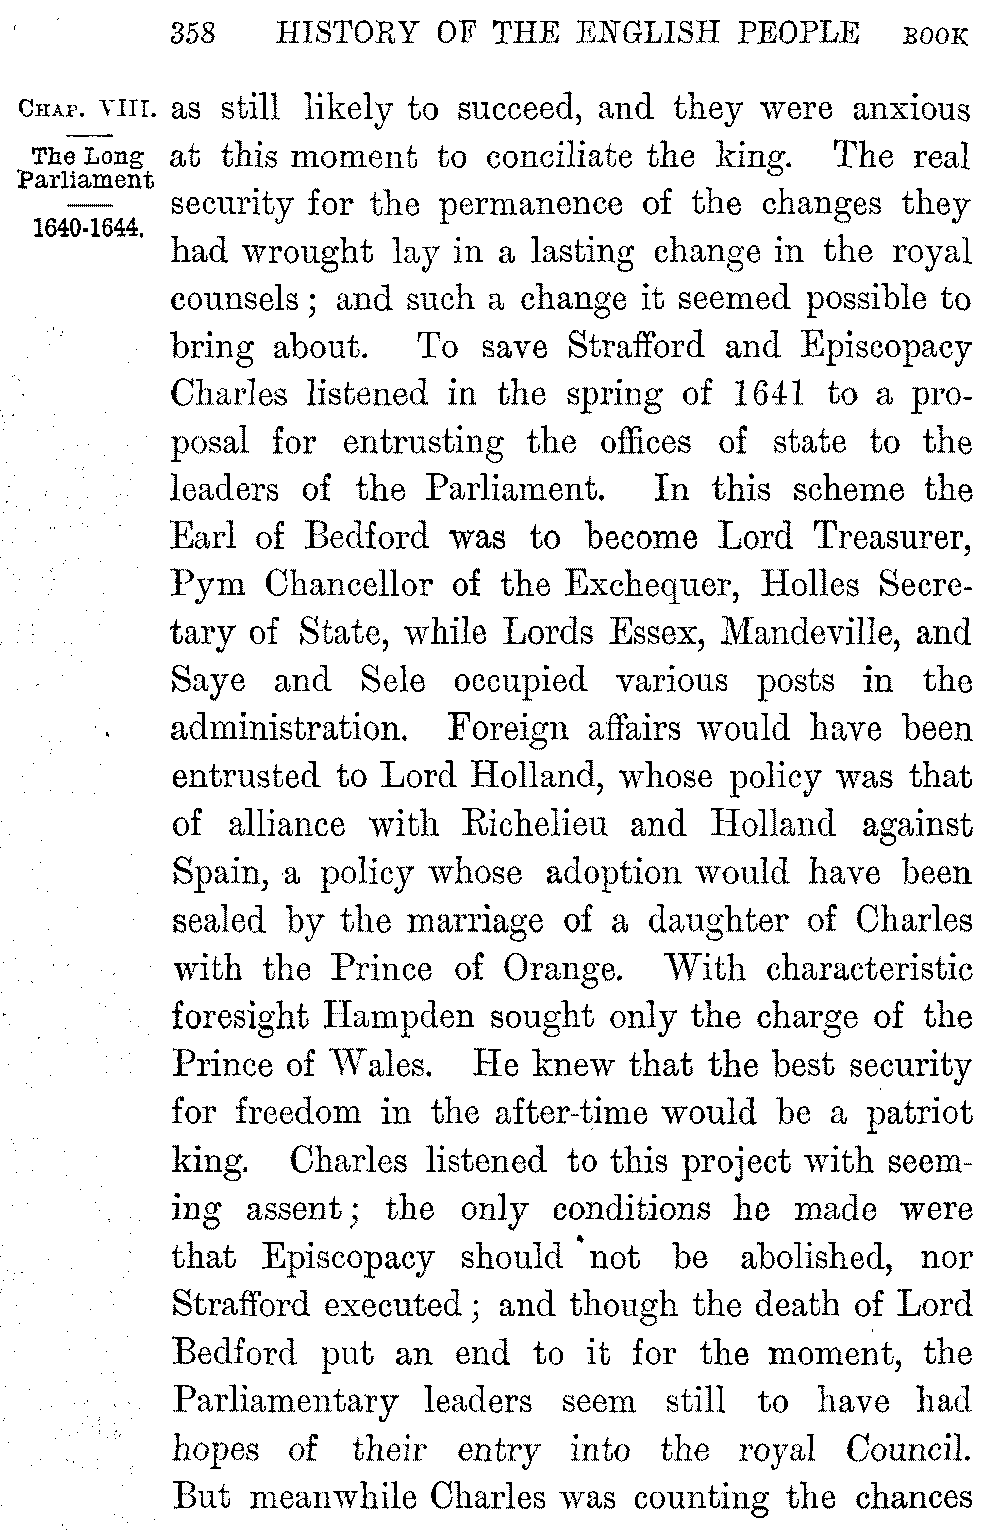 358 HISTORY OF THE ENGLISH PEOPLE BOOK
CHAP. VIII.
The Long
Parliament
1640-1644.
as still likely to succeed, and they were anxious
at this moment to conciliate the king. The real
security for the permanence of the changes they
had wrought lay in a lasting change in the royal
counsels; and such a change it seemed possible to
bring about. To save Strafford and Episcopacy
Charles listened in the spring of 1641 to a pro-
posal for entrusting the offices of state to the
leaders of the Parliament. In this scheme the
Earl of Bedford was to become Lord Treasurer,
Pym Chancellor of the Exchequer, Holles Secre-
tary of State, while Lords Essex, Mandeville, and
Saye and Sele occupied various posts in the
administration. Foreign affairs would have been
entrusted to Lord Holland, whose policy was that
of alliance with Richelieu and Holland against
Spain, a policy whose adoption would have been
sealed by the marriage of a daughter of Charles
with the Prince of Orange. With characteristic
foresight Hampden sought only the charge of the
Prince of Wales. He knew that the best security
for freedom in the after-time would be a patriot
king. Charles listened to this project with seem-
ing assent; the only conditions he made were
that Episcopacy should not be abolished, nor
Strafford executed; and though the death of Lord
Bedford put an end to it for the moment, the
Parliamentary leaders seem still to have had
hopes of their entry into the royal Council.
But meanwhile Charles was counting the chances